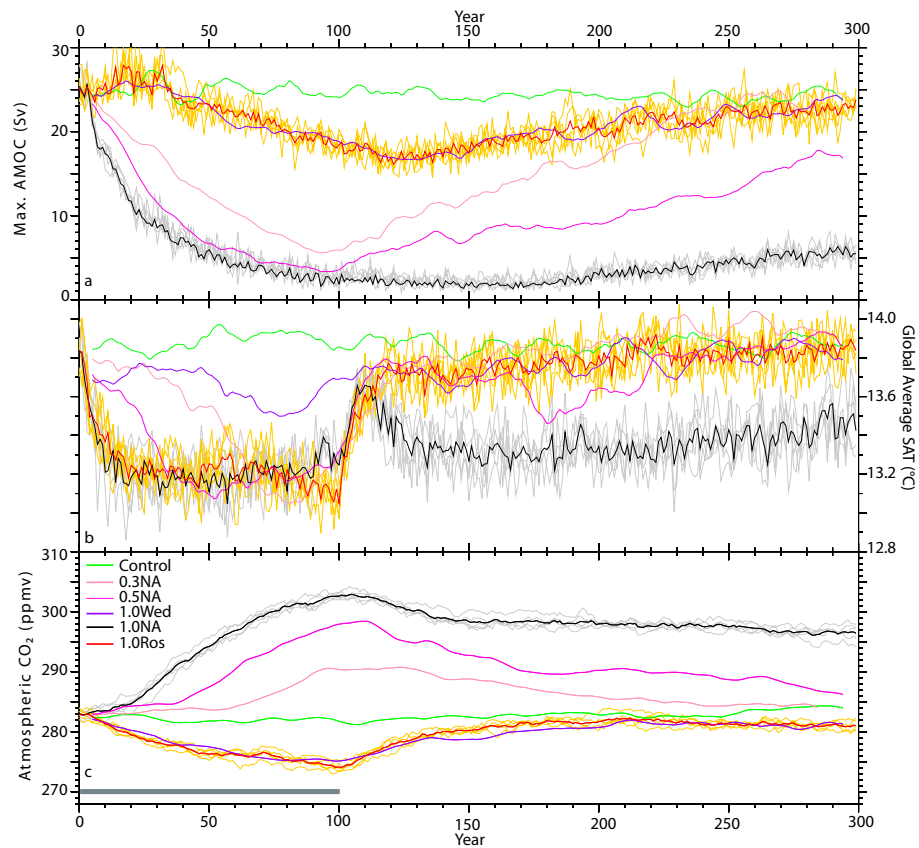 Year
0 50 100 150 200 250 300
30
20
10
0
Max. AMOC (Sv)
a
14.0
13.6
13.2
12.8
Global Average SAT (°C)
b
310
300
290
280
270
Atmospheric CO₂ (ppmv)
Control
0.3NA
0.5NA
1.0Wed
1.0NA
1.0Ros
c
0 50 100 150 200 250 300
Year